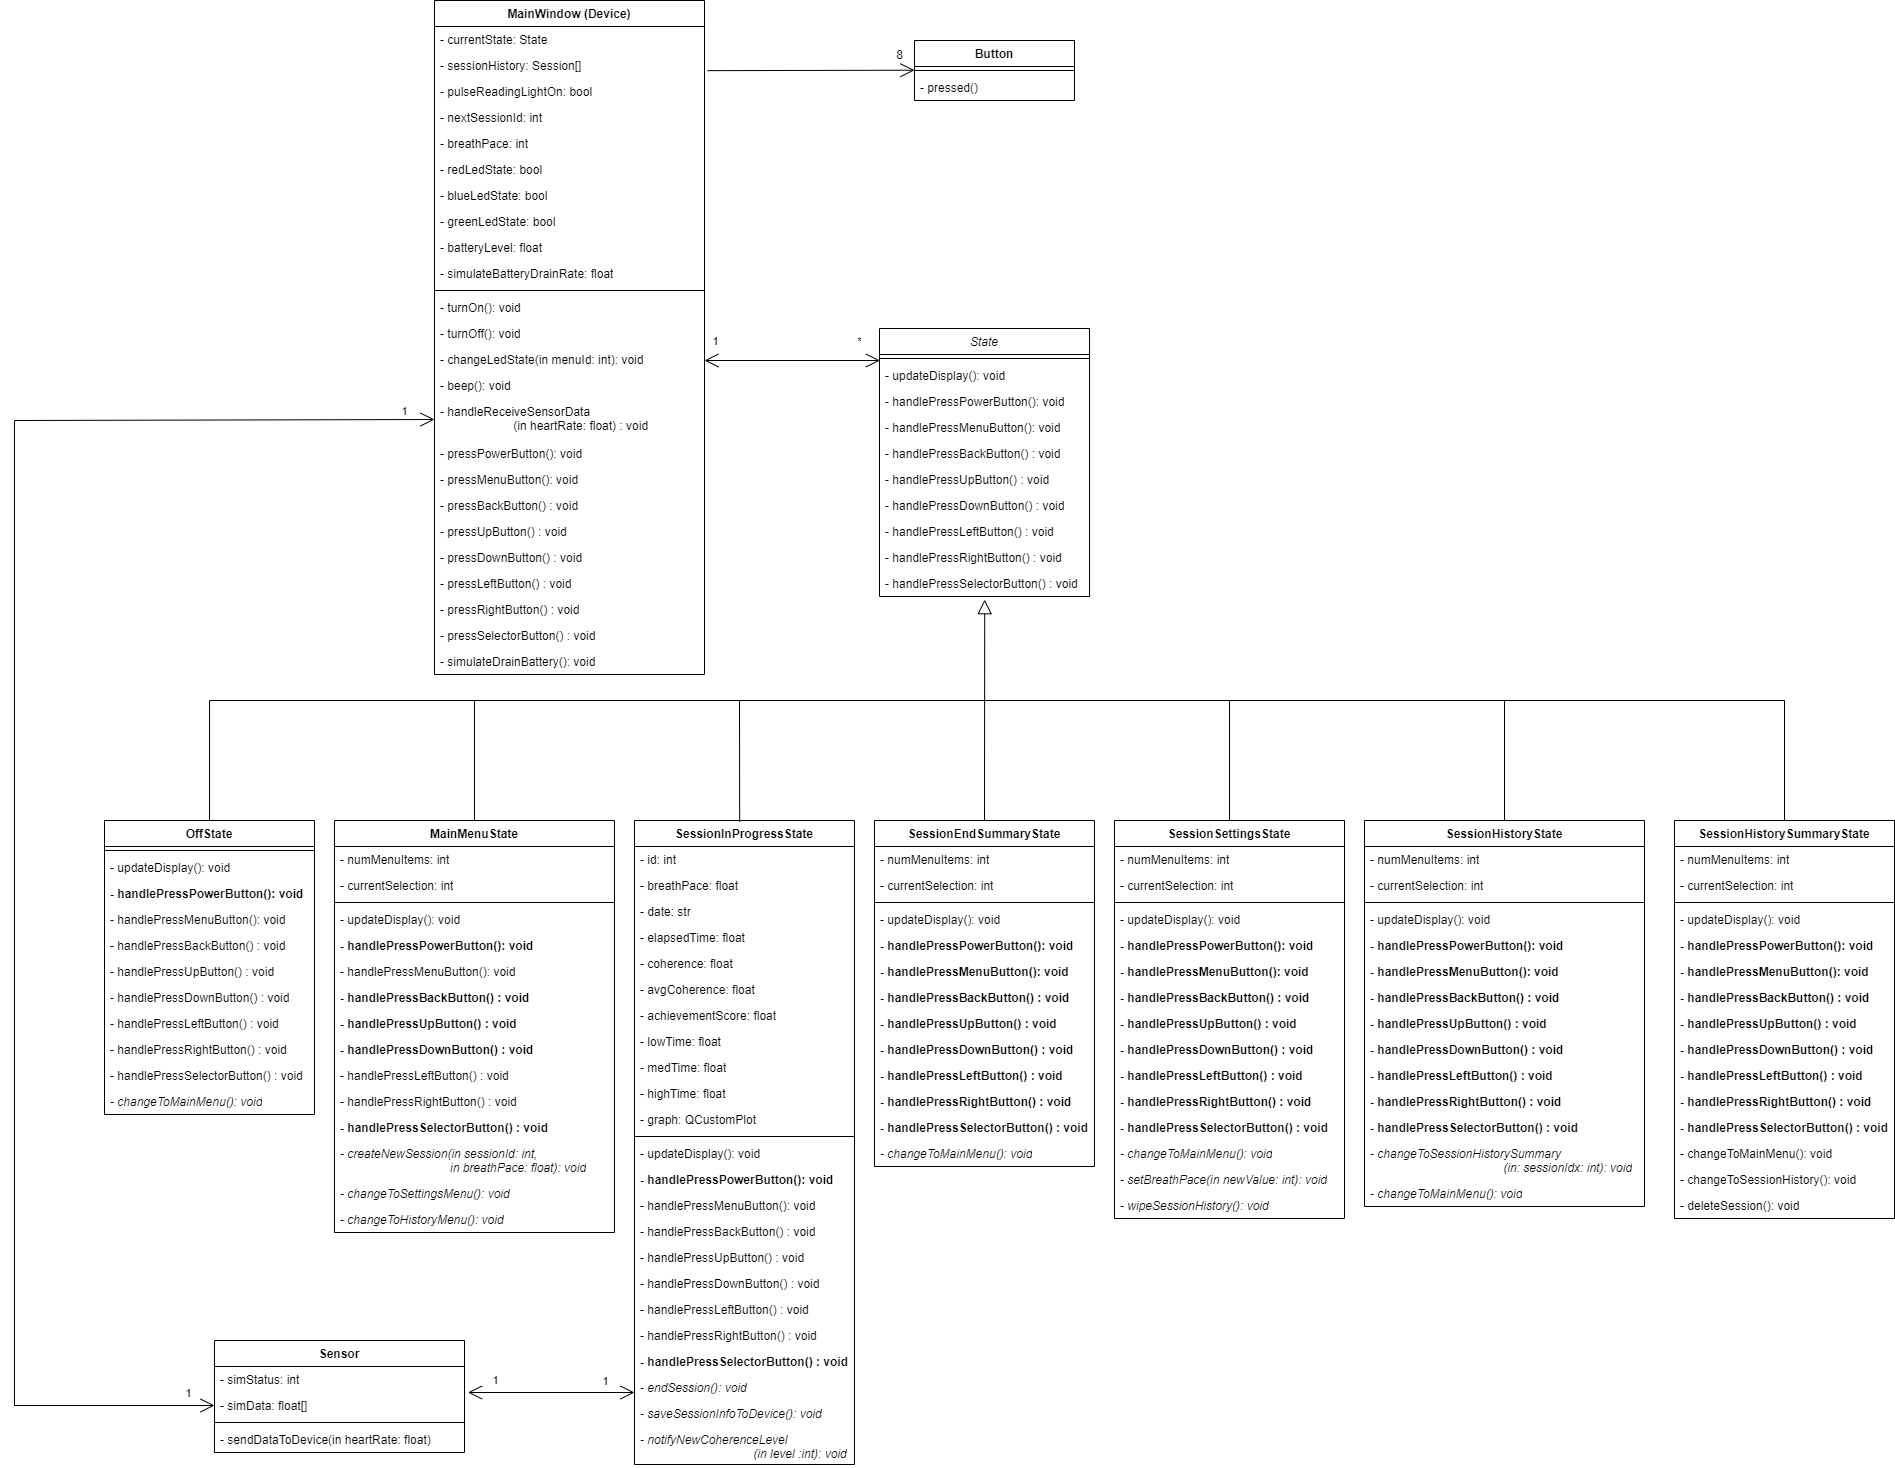 MainWindow (Device)
- currentState: State
- sessionHistory: Session[]
- pulseReadingLightOn: bool
- nextSessionId: int
- breathPace: int
- redLedState: bool
- blueLedState: bool
- greenLedState: bool
- batteryLevel: float
- simulateBatteryDrainRate: float
- turnOn(): void
- turnOff(): void
- changeLedState(in menuId: int): void
- beep(): void
- handleReceiveSensorData
(in heartRate: float) : void
- pressPowerButton(): void
- pressMenuButton(): void
- pressBackButton() : void
- pressUpButton() : void
- pressDownButton() : void
- pressLeftButton() : void
- pressRightButton() : void
- pressSelectorButton() : void
- simulateDrainBattery(): void
8
Button
- pressed()
1
*
State
- updateDisplay(): void
- handlePressPowerButton(): void
- handlePressMenuButton(): void
- handlePressBackButton() : void
- handlePressUpButton() : void
- handlePressDownButton() : void
- handlePressLeftButton() : void
- handlePressRightButton() : void
- handlePressSelectorButton() : void
1
OffState
- updateDisplay(): void
- handlePressPowerButton(): void
- handlePressMenuButton(): void
- handlePressBackButton() : void
- handlePressUpButton() : void
- handlePressDownButton() : void
- handlePressLeftButton() : void
- handlePressRightButton() : void
- handlePressSelectorButton() : void
- changeToMainMenu(): void
MainMenuState
- numMenuItems: int
- currentSelection: int
- updateDisplay(): void
- handlePressPowerButton(): void
- handlePressMenuButton(): void
- handlePressBackButton() : void
- handlePressUpButton() : void
- handlePressDownButton() : void
- handlePressLeftButton() : void
- handlePressRightButton() : void
- handlePressSelectorButton() : void
- createNewSession(in sessionId: int,
in breathPace: float): void
- changeToSettingsMenu(): void
- changeToHistoryMenu(): void
SessionInProgressState
- id: int
- breathPace: float
- date: str
- elapsedTime: float
- coherence: float
- avgCoherence: float
- achievementScore: float
- lowTime: float
- medTime: float
- highTime: float
- graph: QCustomPlot
- updateDisplay(): void
- handlePressPowerButton(): void
- handlePressMenuButton(): void
- handlePressBackButton() : void
- handlePressUpButton() : void
- handlePressDownButton() : void
- handlePressLeftButton() : void
- handlePressRightButton() : void
- handlePressSelectorButton() : void
- endSession(): void
- saveSessionInfoToDevice(): void
- notifyNewCoherenceLevel
(in level :int): void
SessionEndSummaryState
- numMenuItems: int
- currentSelection: int
- updateDisplay(): void
- handlePressPowerButton(): void
- handlePressMenuButton(): void
- handlePressBackButton() : void
- handlePressUpButton() : void
- handlePressDownButton() : void
- handlePressLeftButton() : void
- handlePressRightButton() : void
- handlePressSelectorButton() : void
- changeToMainMenu(): void
SessionSettingsState
- numMenuItems: int
- currentSelection: int
- updateDisplay(): void
- handlePressPowerButton(): void
- handlePressMenuButton(): void
- handlePressBackButton() : void
- handlePressUpButton() : void
- handlePressDownButton() : void
- handlePressLeftButton() : void
- handlePressRightButton() : void
- handlePressSelectorButton() : void
- changeToMainMenu(): void
- setBreathPace(in newValue: int): void
- wipeSessionHistory(): void
SessionHistoryState
- numMenuItems: int
- currentSelection: int
- updateDisplay(): void
- handlePressPowerButton(): void
- handlePressMenuButton(): void
- handlePressBackButton() : void
- handlePressUpButton() : void
- handlePressDownButton() : void
- handlePressLeftButton() : void
- handlePressRightButton() : void
- handlePressSelectorButton() : void
- changeToSessionHistorySummary
(in: sessionIdx: int): void
- changeToMainMenu(): void
SessionHistorySummaryState
- numMenuItems: int
- currentSelection: int
- updateDisplay(): void
- handlePressPowerButton(): void
- handlePressMenuButton(): void
- handlePressBackButton() : void
- handlePressUpButton() : void
- handlePressDownButton() : void
- handlePressLeftButton() : void
- handlePressRightButton() : void
- handlePressSelectorButton() : void
- changeToMainMenu(): void
- changeToSessionHistory(): void
- deleteSession(): void
1
Sensor
- simStatus: int
- simData: float[]
- sendDataToDevice(in heartRate: float)
1
1